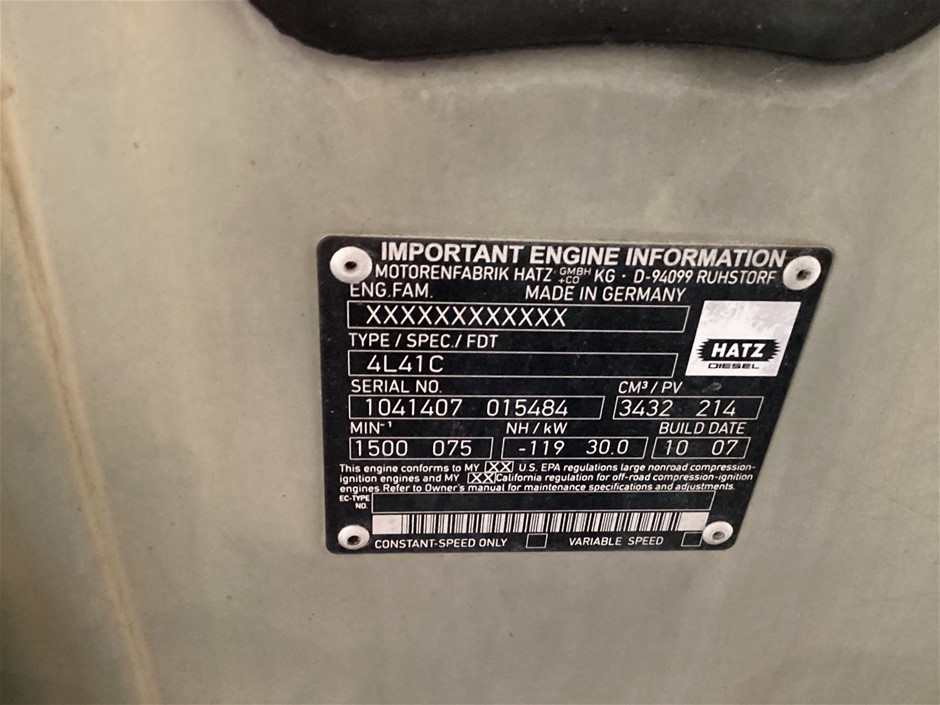 IMPORTANT ENGINE INFORMATION
MOTORENFABRIK HATZ GMBH +CO KG · D-94099 RUHSTORF
ENG.FAM. MADE IN GERMANY
XXXXXXXXXXXX
TYPE / SPEC./ FDT
4L41C
HATZ
DIESEL
SERIAL NO. CM³ / PV
1041407 015484 3432 214
MIN⁻¹ NH / kW BUILD DATE
1500 075 -119 30.0 10 07
This engine conforms to MY XX U.S. EPA regulations large nonroad compression-
ignition engines and MY XX California regulation for off-road compression-ignition
engines. Refer to Owner's manual for maintenance specifications and adjustments.
EC-TYPE
NO.
CONSTANT-SPEED ONLY VARIABLE SPEED